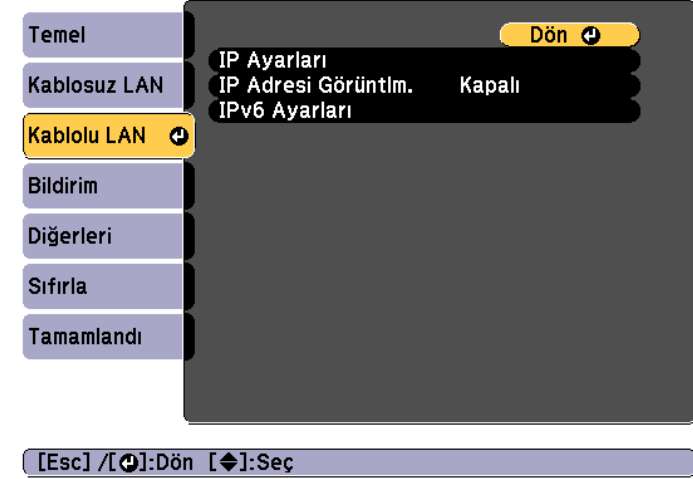 Temel
Kablosuz LAN
Kablolu LAN
Bildirim
Diğerleri
Sıfırla
Tamamlandı
Dön
IP Ayarları
IP Adresi Görüntlm. Kapalı
IPv6 Ayarları
[Esc] /[⏎]:Dön [◆]:Seç